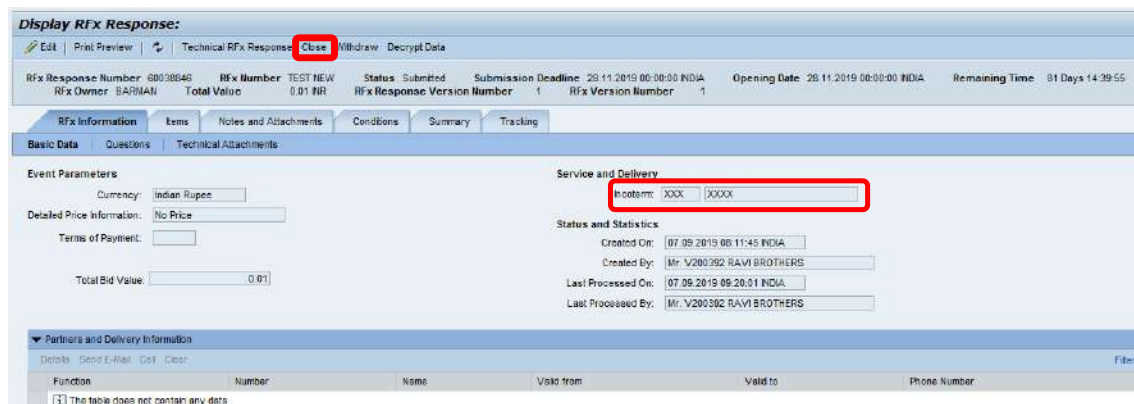 Display RFx Response:
Edit | Print Preview | Technical RFx Response Close Withdraw Decrypt Data
RFx Response Number 60038846 RFx Number TEST NEW Status Submitted Submission Deadline 28.11.2019 00:00:00 INDIA Opening Date 28.11.2019 00:00:00 INDIA Remaining Time 81 Days 14:39:55
RFx Owner BARMAN Total Value 0.01 INR RFx Response Version Number 1 RFx Version Number 1
RFx Information Items Notes and Attachments Conditions Summary Tracking
Basic Data Questions Technical Attachments
Event Parameters Service and Delivery
Currency: Indian Rupee Incoterm: XXX XXXX
Detailed Price Information: No Price Status and Statistics
Terms of Payment: Created On: 07.09.2019 08:11:45 INDIA
Created By: Mr. V200392 RAVI BROTHERS
Total Bid Value: 0.01 Last Processed On: 07.09.2019 09:20:01 INDIA
Last Processed By: Mr. V200392 RAVI BROTHERS
Partners and Delivery Information
Details Send E-Mail Call Clear Filter
Function Number Name Valid from Valid to Phone Number
The table does not contain any data